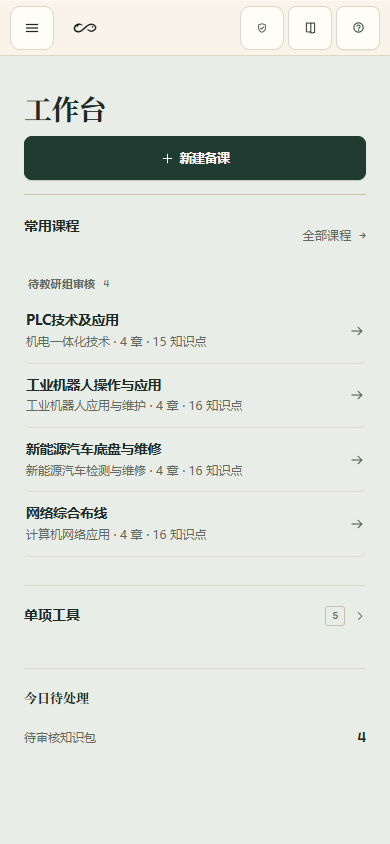 工作台
+ 新建备课
常用课程
全部课程 →
待教研组审核 4
PLC技术及应用
机电一体化技术 · 4 章 · 15 知识点
工业机器人操作与应用
工业机器人应用与维护 · 4 章 · 16 知识点
新能源汽车底盘与维修
新能源汽车检测与维修 · 4 章 · 16 知识点
网络综合布线
计算机网络应用 · 4 章 · 16 知识点
单项工具
5
今日待处理
待审核知识包
4